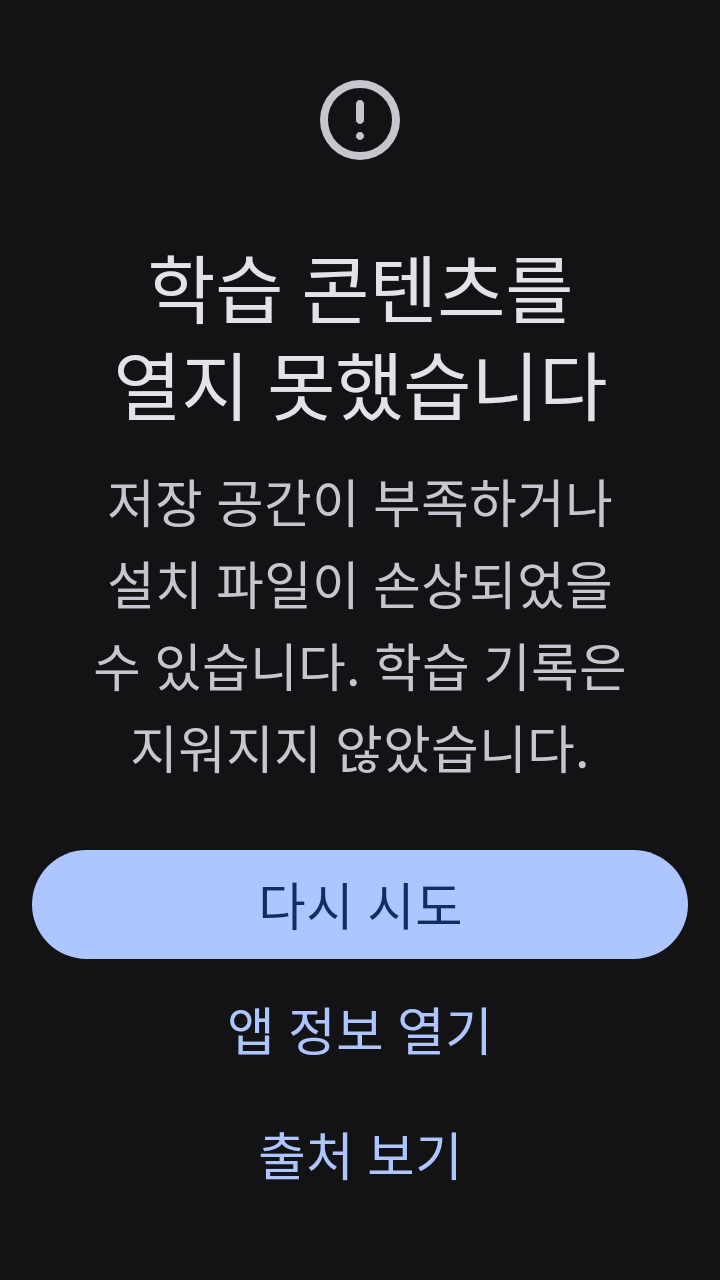 학습 콘텐츠를
열지 못했습니다
저장 공간이 부족하거나
설치 파일이 손상되었을
수 있습니다. 학습 기록은
지워지지 않았습니다.
다시 시도
앱 정보 열기
출처 보기